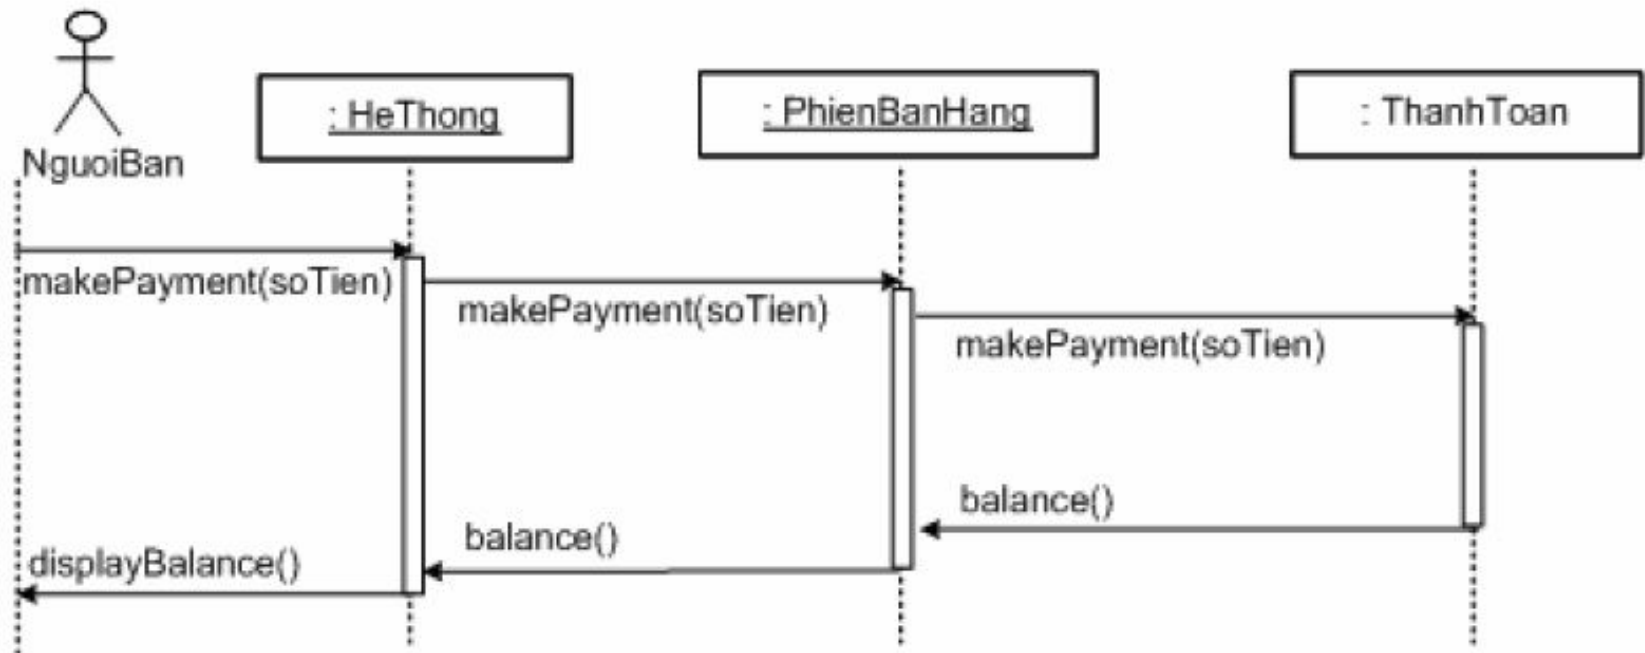 : HeThong
: PhienBanHang
: ThanhToan
NguoiBan
makePayment(soTien)
makePayment(soTien)
makePayment(soTien)
balance()
balance()
displayBalance()